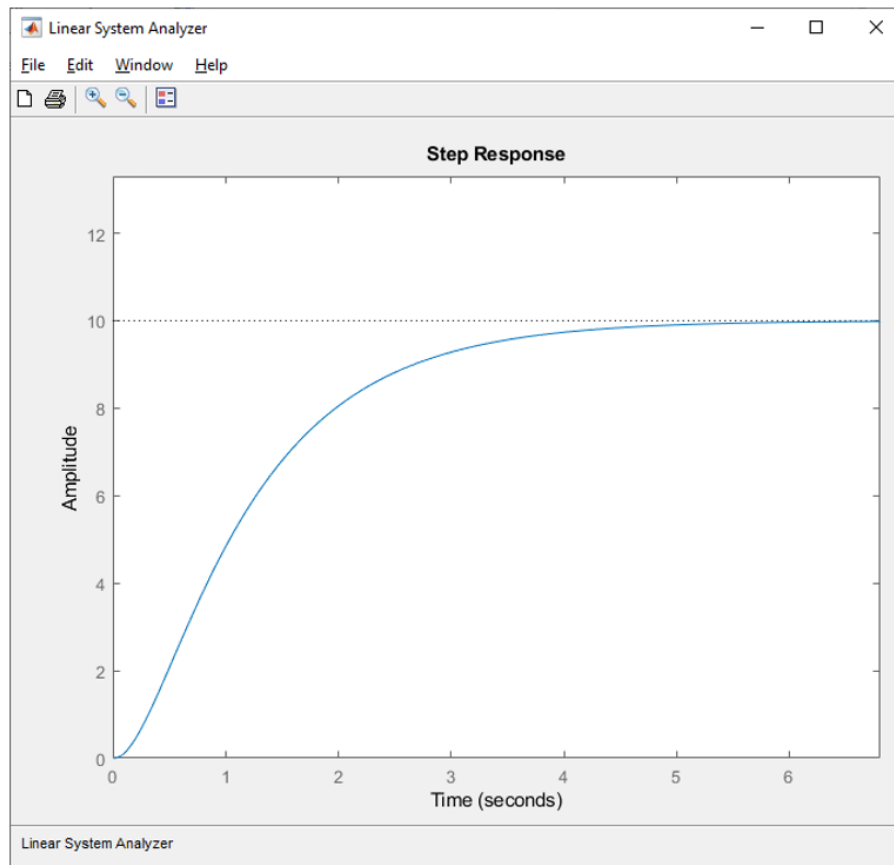 Linear System Analyzer
File Edit Window Help
Step Response
12
10
8
6
4
2
0
Amplitude
0 1 2 3 4 5 6
Time (seconds)
Linear System Analyzer